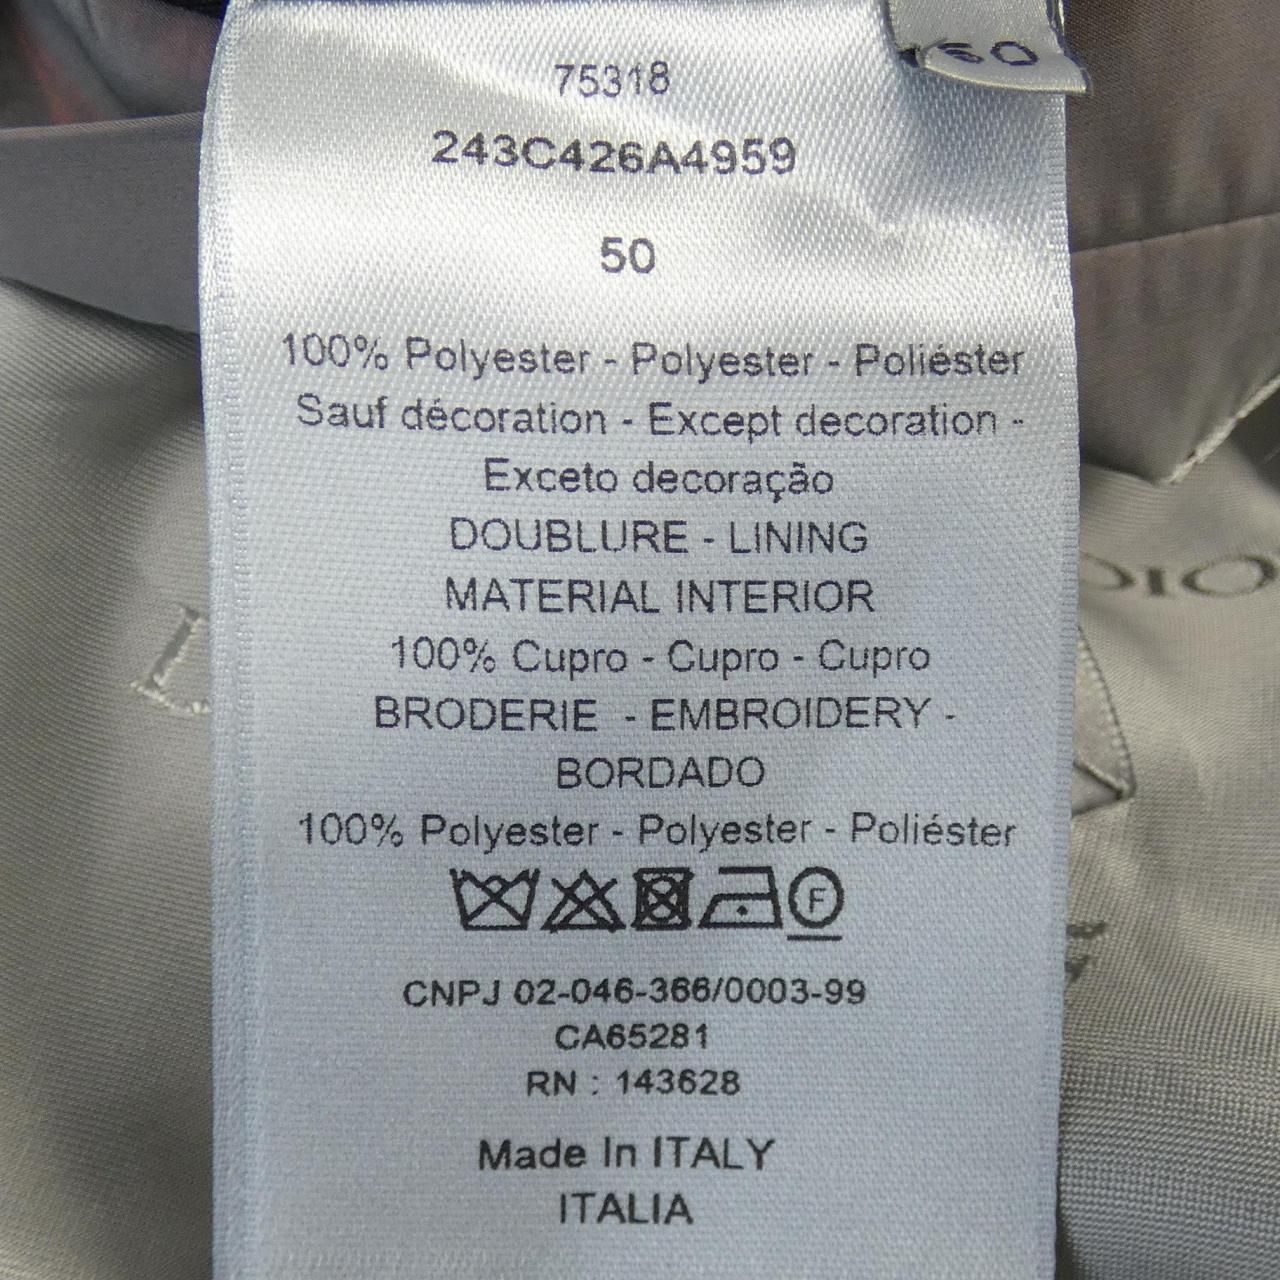 50
75318
243C426A4959
50
100% Polyester - Polyester - Poliéster
Sauf décoration - Except decoration -
Exceto decoração
DOUBLURE - LINING
MATERIAL INTERIOR
100% Cupro - Cupro - Cupro
BRODERIE - EMBROIDERY -
BORDADO
100% Polyester - Polyester - Poliéster
F
CNPJ 02-046-366/0003-99
CA65281
RN : 143628
Made In ITALY
ITALIA